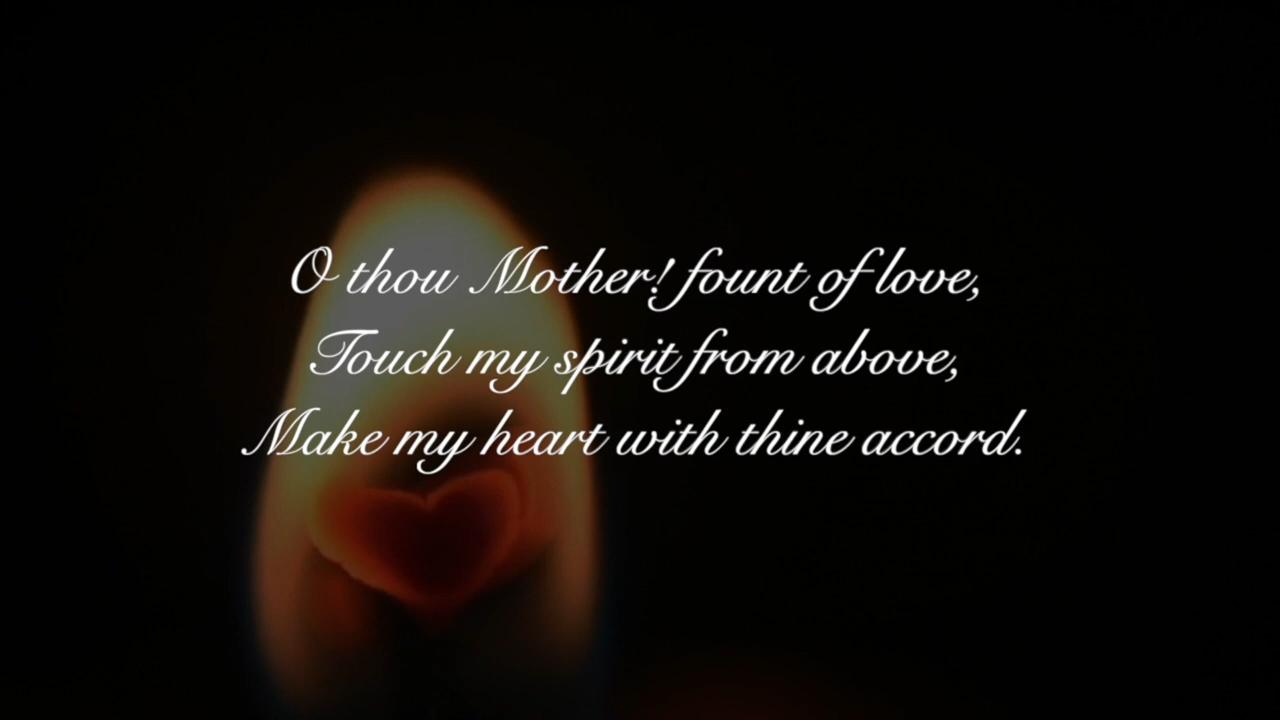 O thou Mother! fount of love,
Touch my spirit from above,
Make my heart with thine accord.